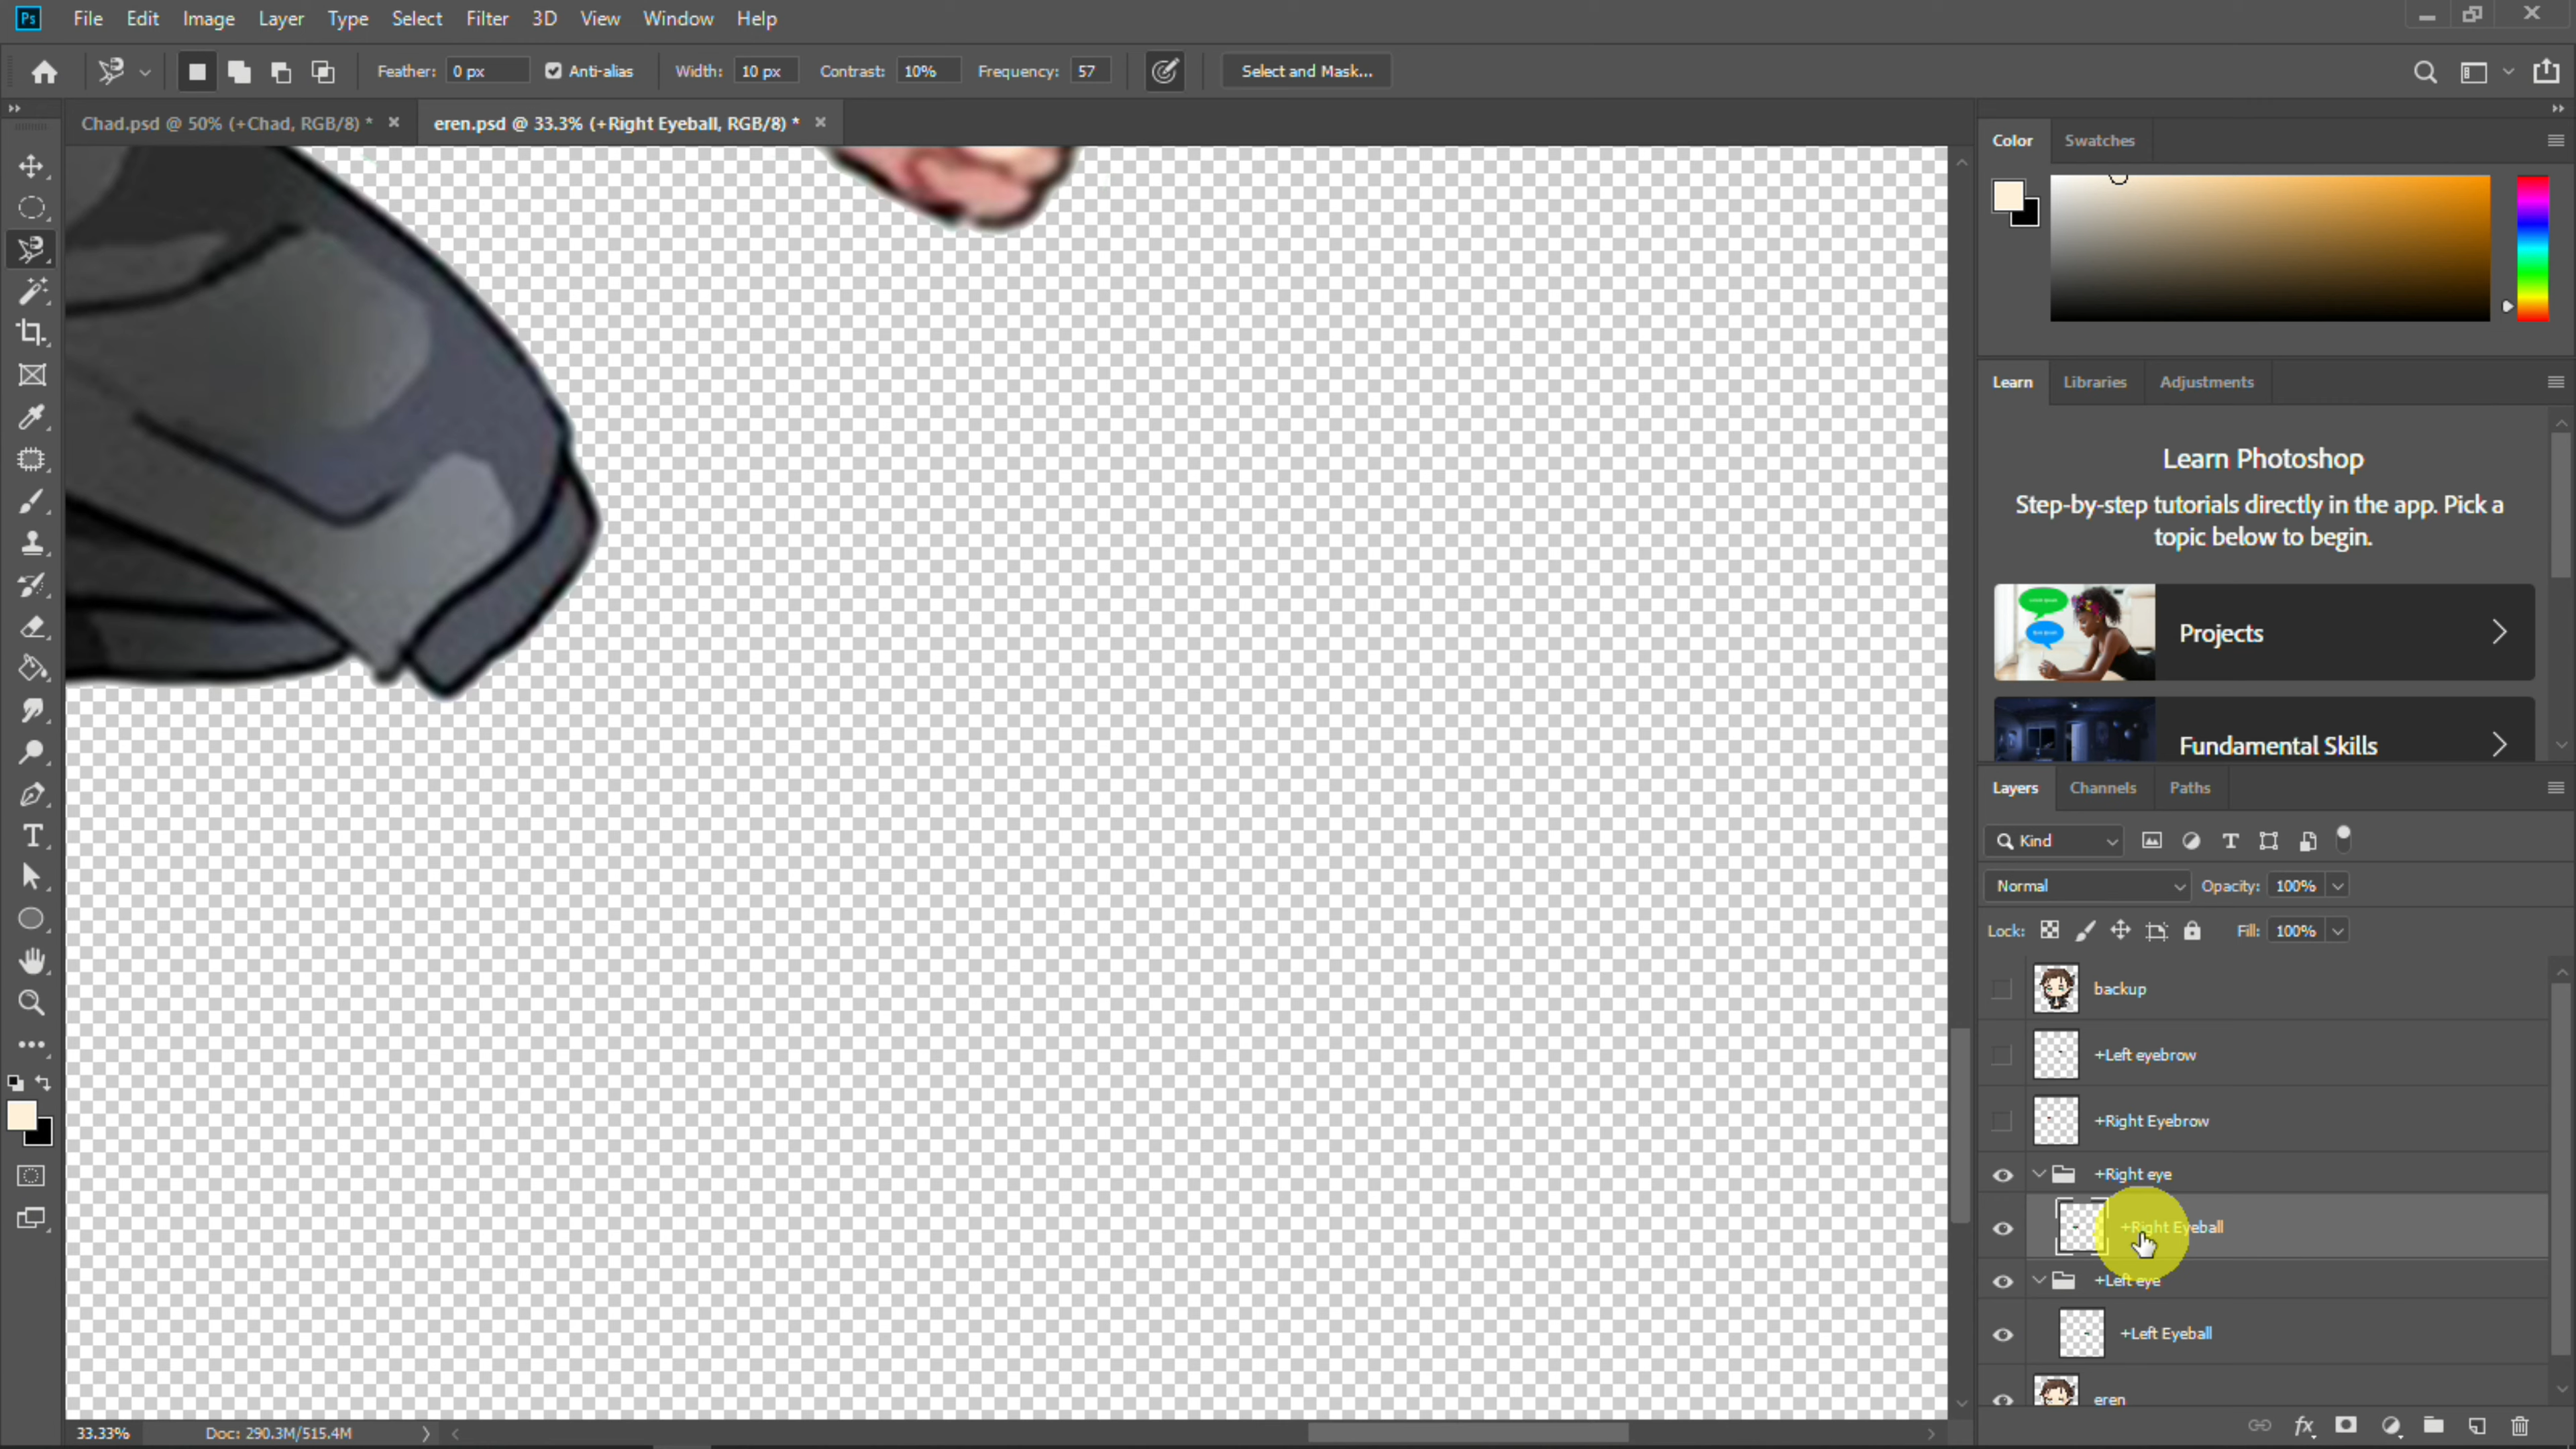 Ps File Edit Image Layer Type Select Filter 3D View Window Help
Feather: 0 px Anti-alias Width: 10 px Contrast: 10% Frequency: 57 Select and Mask...
Chad.psd @ 50% (+Chad, RGB/8) * eren.psd @ 33.3% (+Right Eyeball, RGB/8) *
Color Swatches
Learn Libraries Adjustments
Learn Photoshop
Step-by-step tutorials directly in the app. Pick a
topic below to begin.
Projects
Fundamental Skills
Layers Channels Paths
Kind
Normal Opacity: 100%
Lock: Fill: 100%
backup
+Left eyebrow
+Right Eyebrow
+Right eye
+Right Eyeball
+Left eye
+Left Eyeball
eren
33.33% Doc: 290.3M/515.4M